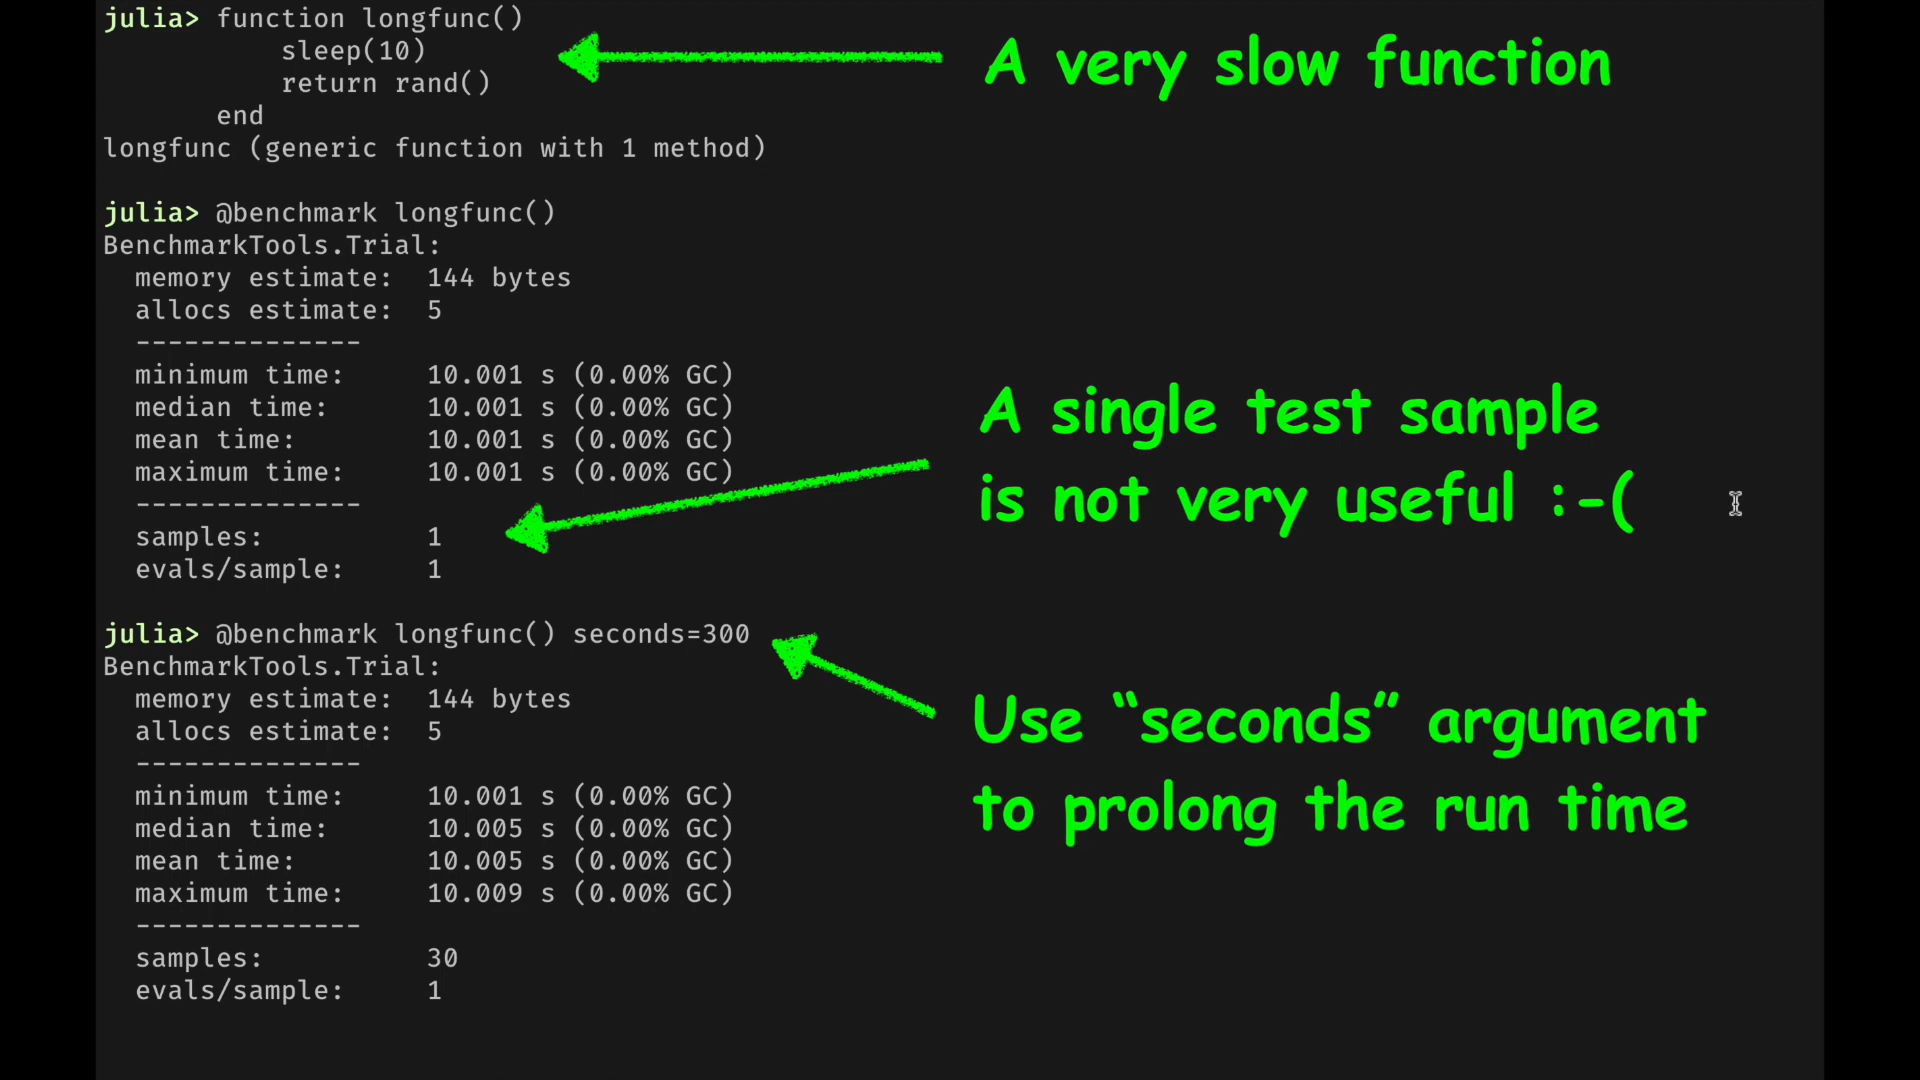 julia> function longfunc()
sleep(10)
return rand()
end
longfunc (generic function with 1 method)
A very slow function
julia> @benchmark longfunc()
BenchmarkTools.Trial:
memory estimate: 144 bytes
allocs estimate: 5
--------------
minimum time: 10.001 s (0.00% GC)
median time: 10.001 s (0.00% GC)
mean time: 10.001 s (0.00% GC)
maximum time: 10.001 s (0.00% GC)
--------------
samples: 1
evals/sample: 1
A single test sample
is not very useful :-(
julia> @benchmark longfunc() seconds=300
BenchmarkTools.Trial:
memory estimate: 144 bytes
allocs estimate: 5
--------------
minimum time: 10.001 s (0.00% GC)
median time: 10.005 s (0.00% GC)
mean time: 10.005 s (0.00% GC)
maximum time: 10.009 s (0.00% GC)
--------------
samples: 30
evals/sample: 1
Use “seconds” argument
to prolong the run time